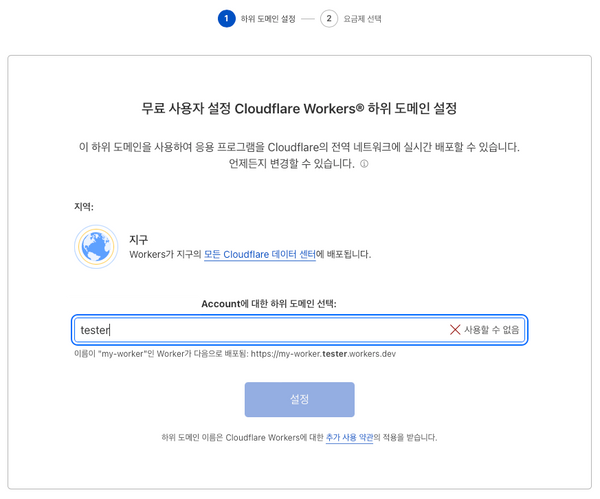 1 하위 도메인 설정 2 요금제 선택
무료 사용자 설정 Cloudflare Workers® 하위 도메인 설정
이 하위 도메인을 사용하여 응용 프로그램을 Cloudflare의 전역 네트워크에 실시간 배포할 수 있습니다.
언제든지 변경할 수 있습니다.
지역:
지구
Workers가 지구의 모든 Cloudflare 데이터 센터에 배포됩니다.
Account에 대한 하위 도메인 선택:
tester 사용할 수 없음
이름이 "my-worker"인 Worker가 다음으로 배포됨: https://my-worker.tester.workers.dev
설정
하위 도메인 이름은 Cloudflare Workers에 대한 추가 사용 약관의 적용을 받습니다.